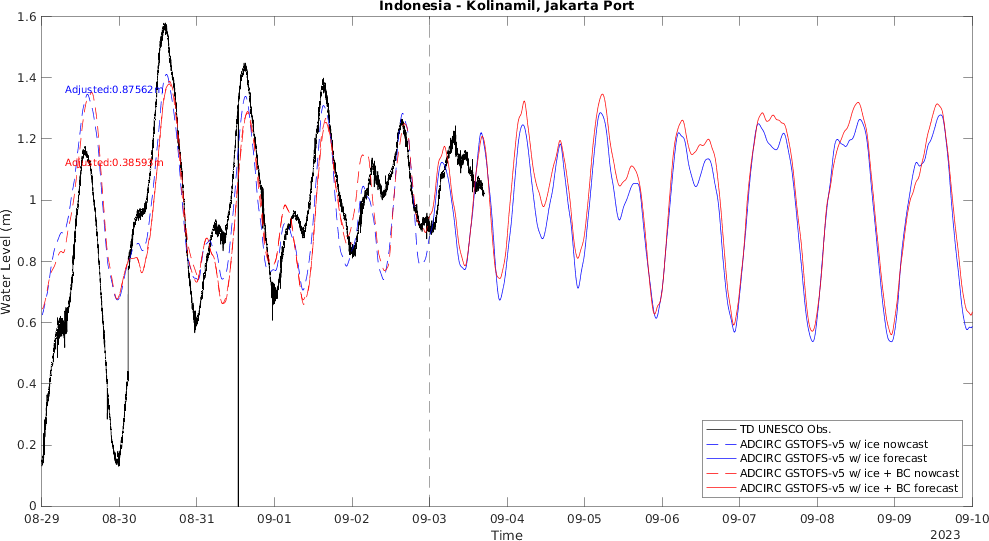 Indonesia - Kolinamil, Jakarta Port
Water Level (m)
1.6
1.4
1.2
1
0.8
0.6
0.4
0.2
0
Adjusted:0.87562 m
Adjusted:0.38593 m
TD UNESCO Obs.
ADCIRC GSTOFS-v5 w/ ice nowcast
ADCIRC GSTOFS-v5 w/ ice forecast
ADCIRC GSTOFS-v5 w/ ice + BC nowcast
ADCIRC GSTOFS-v5 w/ ice + BC forecast
08-29 08-30 08-31 09-01 09-02 09-03 09-04 09-05 09-06 09-07 09-08 09-09 09-10
Time
2023